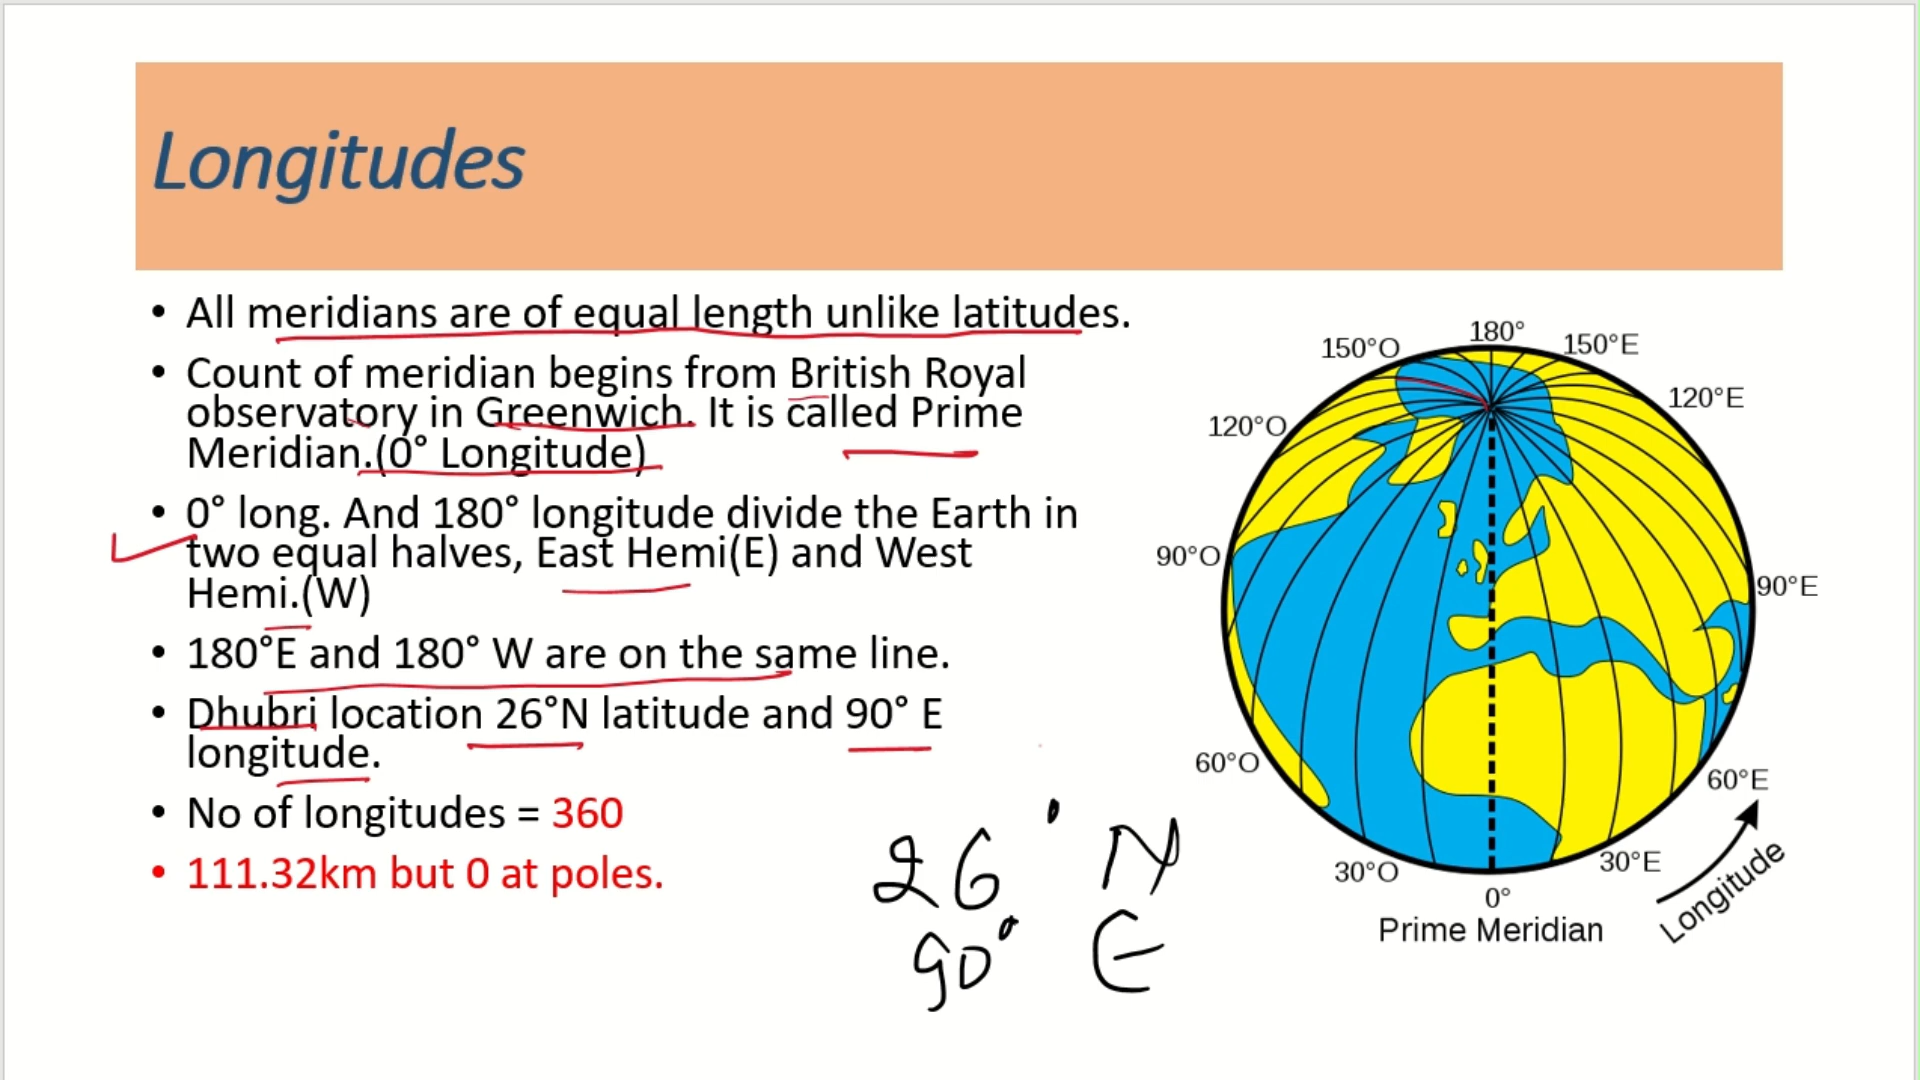 Longitudes
• All meridians are of equal length unlike latitudes.
• Count of meridian begins from British Royal
observatory in Greenwich. It is called Prime
Meridian.(0° Longitude)
• 0° long. And 180° longitude divide the Earth in
two equal halves, East Hemi(E) and West
Hemi.(W)
• 180°E and 180° W are on the same line.
• Dhubri location 26°N latitude and 90° E
longitude.
• No of longitudes = 360
• 111.32km but 0 at poles.
26° N
90° E
180°
150°O
150°E
120°E
120°O
90°O
90°E
60°O
60°E
30°O
30°E
0°
Prime Meridian
Longitude